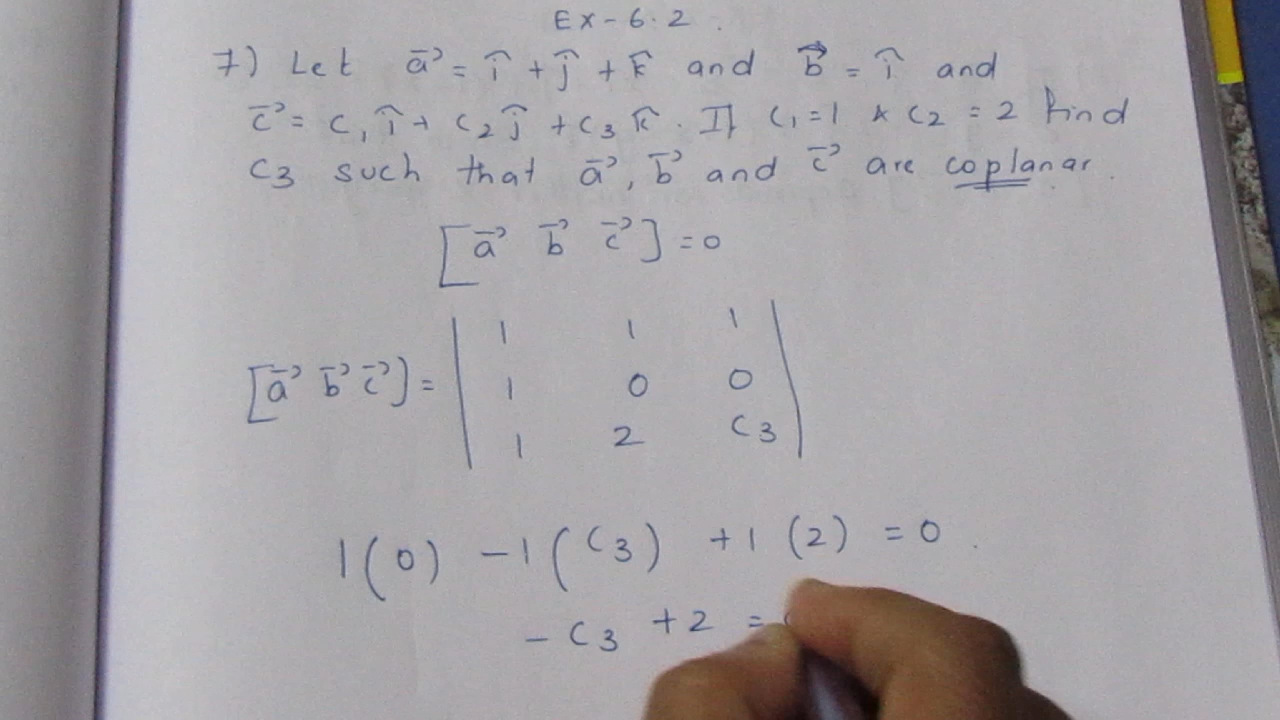 Ex-6.2.
7) Let a⃗ = î + ĵ + k̂ and b⃗ = î and
c⃗ = c₁î + c₂ĵ + c₃k̂. If c₁=1 & c₂ = 2 find
c₃ such that a⃗, b⃗ and c⃗ are coplanar.
[a⃗ b⃗ c⃗] = 0
| 1 1 1 |
[a⃗ b⃗ c⃗] = | 1 0 0 |
| 1 2 c₃ |
1(0) -1(c₃) +1(2) = 0.
-c₃ +2 =